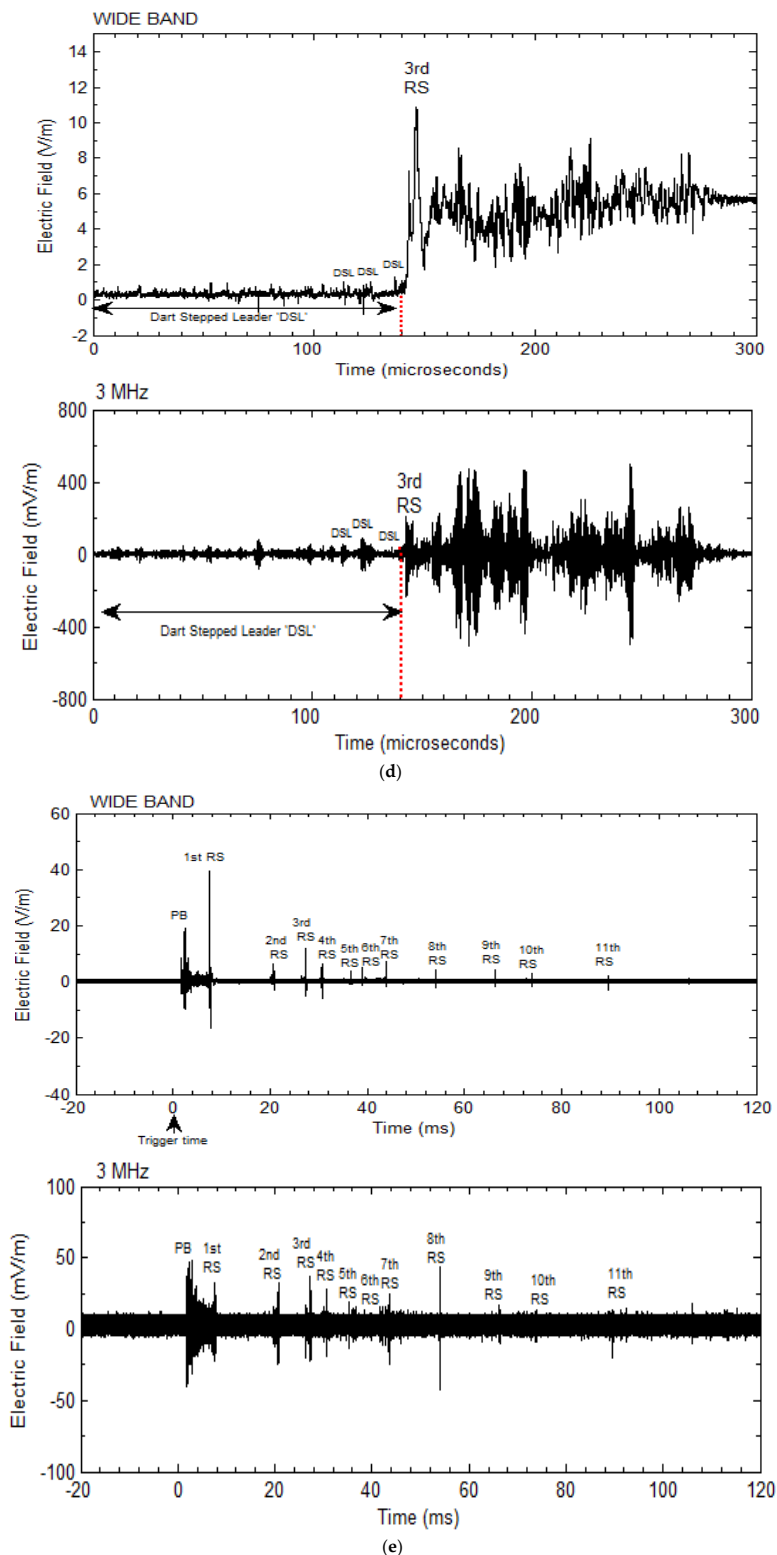 WIDE BAND
14
12
10
8
6
4
2
0
-2
Electric Field (V/m)
3rd
RS
DSL DSL DSL
Dart Stepped Leader 'DSL'
0 100 200 300
Time (microseconds)
3 MHz
800
400
0
-400
-800
Electric Field (mV/m)
3rd
RS
DSL DSL DSL
Dart Stepped Leader 'DSL'
0 100 200 300
Time (microseconds)
(d)
WIDE BAND
60
40
20
0
-20
-40
Electric Field (V/m)
PB
1st RS
2nd RS
3rd RS
4th RS
5th RS
6th RS
7th RS
8th RS
9th RS
10th RS
11th RS
-20 0 20 40 60 80 100 120
Trigger time
Time (ms)
3 MHz
100
50
0
-50
-100
Electric Field (mV/m)
PB
1st RS
2nd RS
3rd RS
4th RS
5th RS
6th RS
7th RS
8th RS
9th RS
10th RS
11th RS
-20 0 20 40 60 80 100 120
Time (ms)
(e)